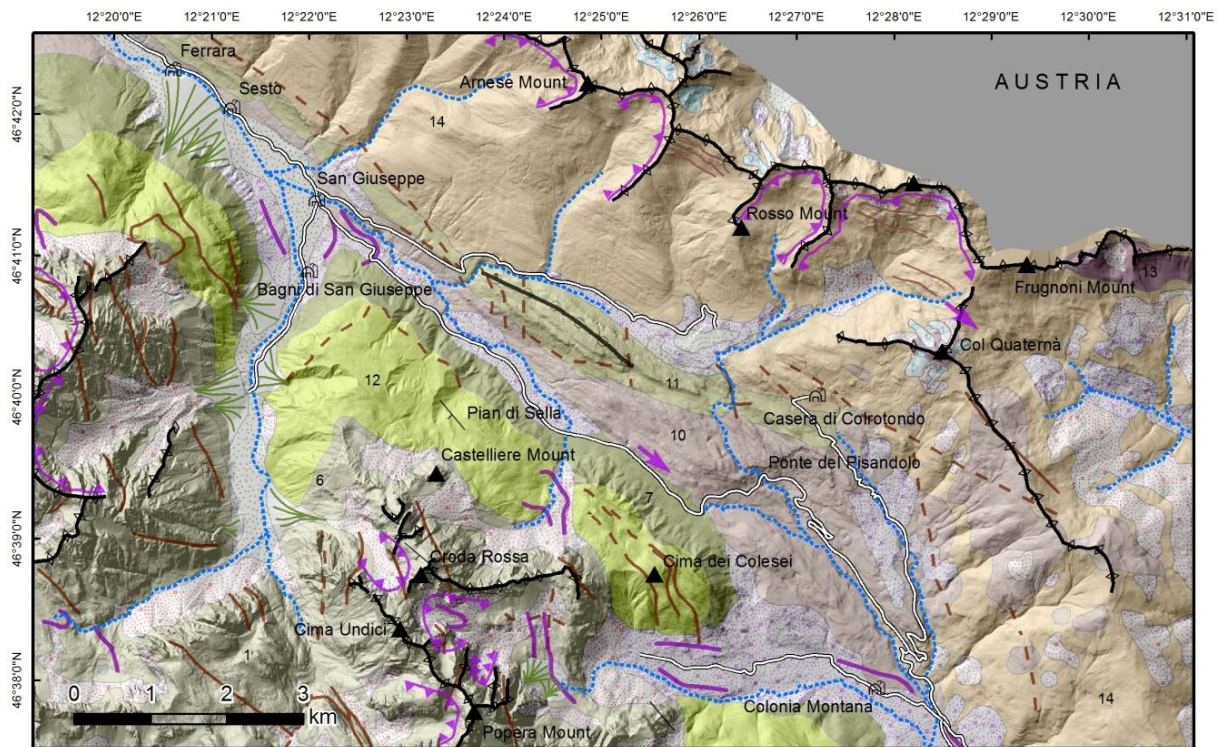 12°20'0"E 12°21'0"E 12°22'0"E 12°23'0"E 12°24'0"E 12°25'0"E 12°26'0"E 12°27'0"E 12°28'0"E 12°29'0"E 12°30'0"E 12°31'0"E
Ferrara
Sesto
Arnese Mount
AUSTRIA
46°42'0"N
14
San Giuseppe
Rosso Mount
46°41'0"N
Bagni di San Giuseppe
Frugnoni Mount
13
Col Quaternà
46°40'0"N
12
11
Pian di Sella
Casera di Colrotondo
10
Castelliere Mount
Ponte del Pisandolo
6
7
46°39'0"N
Croda Rossa
Cima dei Colesei
Cima Undici
1
46°38'0"N
0 1 2 3
km
Colonia Montana
14
Popera Mount